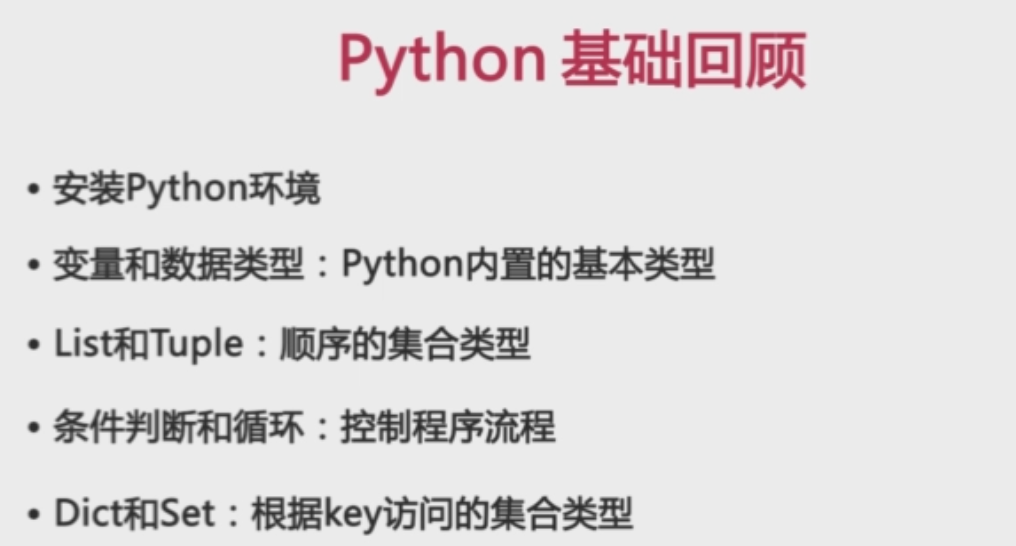 Python 基础回顾
• 安装Python环境
• 变量和数据类型：Python内置的基本类型
• List和Tuple：顺序的集合类型
• 条件判断和循环：控制程序流程
• Dict和Set：根据key访问的集合类型